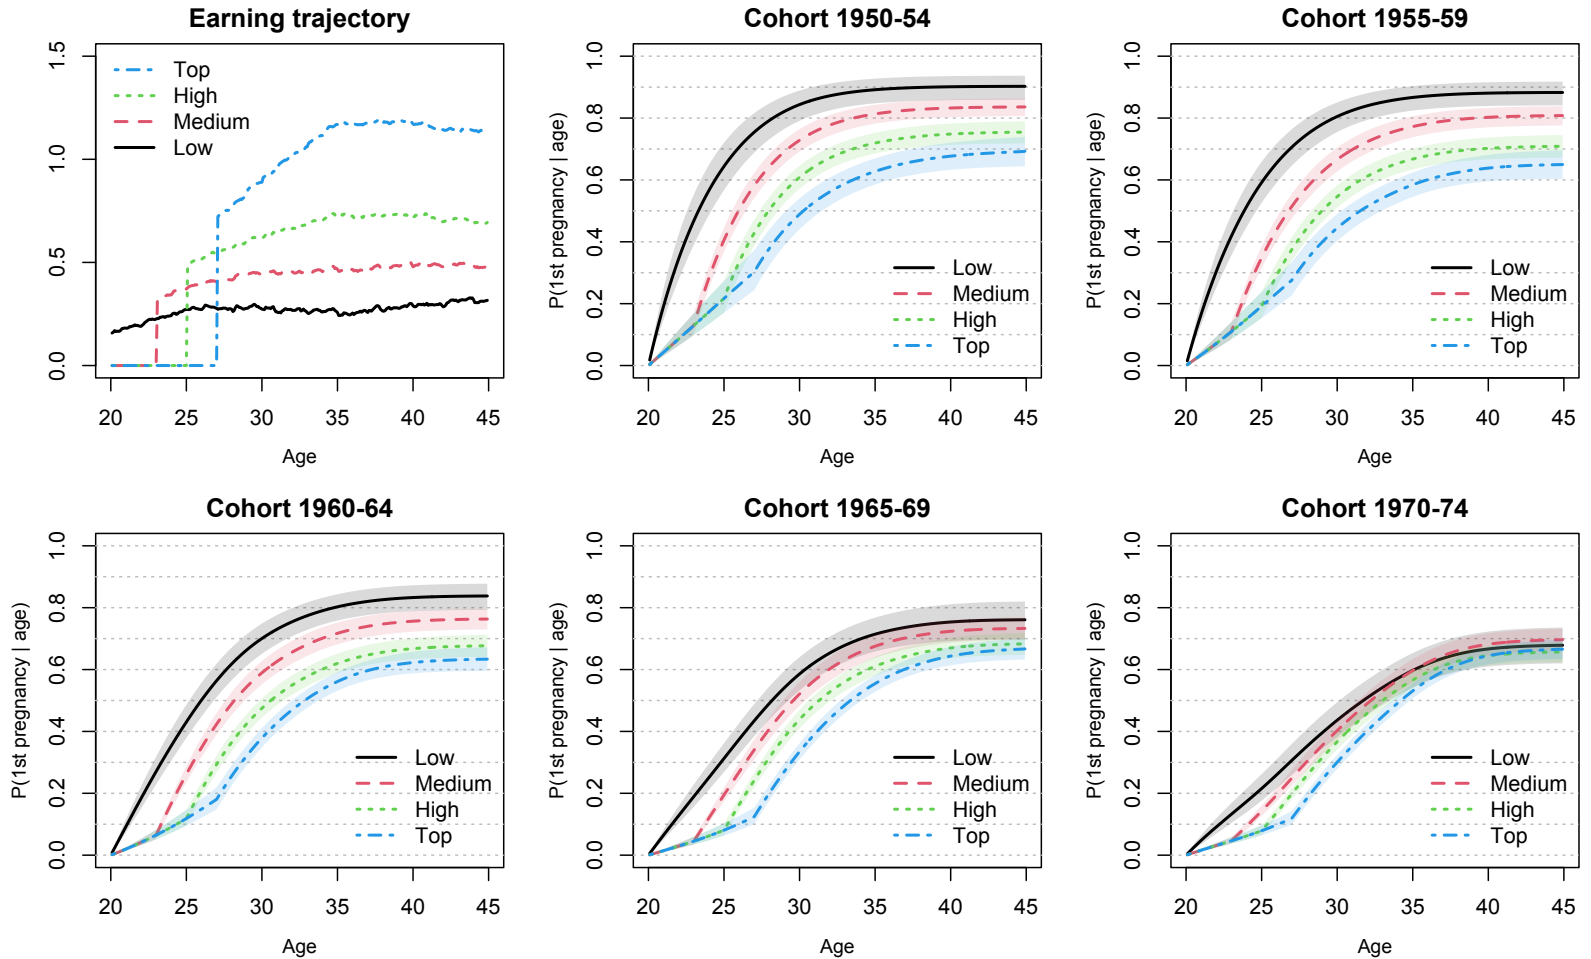 Earning trajectory
1.5
1.0
0.5
0.0
Top
High
Medium
Low
20 25 30 35 40 45
Age
Cohort 1950-54
P(1st pregnancy | age)
1.0
0.8
0.6
0.4
0.2
0.0
Low
Medium
High
Top
20 25 30 35 40 45
Age
Cohort 1955-59
P(1st pregnancy | age)
1.0
0.8
0.6
0.4
0.2
0.0
Low
Medium
High
Top
20 25 30 35 40 45
Age
Cohort 1960-64
P(1st pregnancy | age)
1.0
0.8
0.6
0.4
0.2
0.0
Low
Medium
High
Top
20 25 30 35 40 45
Age
Cohort 1965-69
P(1st pregnancy | age)
1.0
0.8
0.6
0.4
0.2
0.0
Low
Medium
High
Top
20 25 30 35 40 45
Age
Cohort 1970-74
P(1st pregnancy | age)
1.0
0.8
0.6
0.4
0.2
0.0
Low
Medium
High
Top
20 25 30 35 40 45
Age